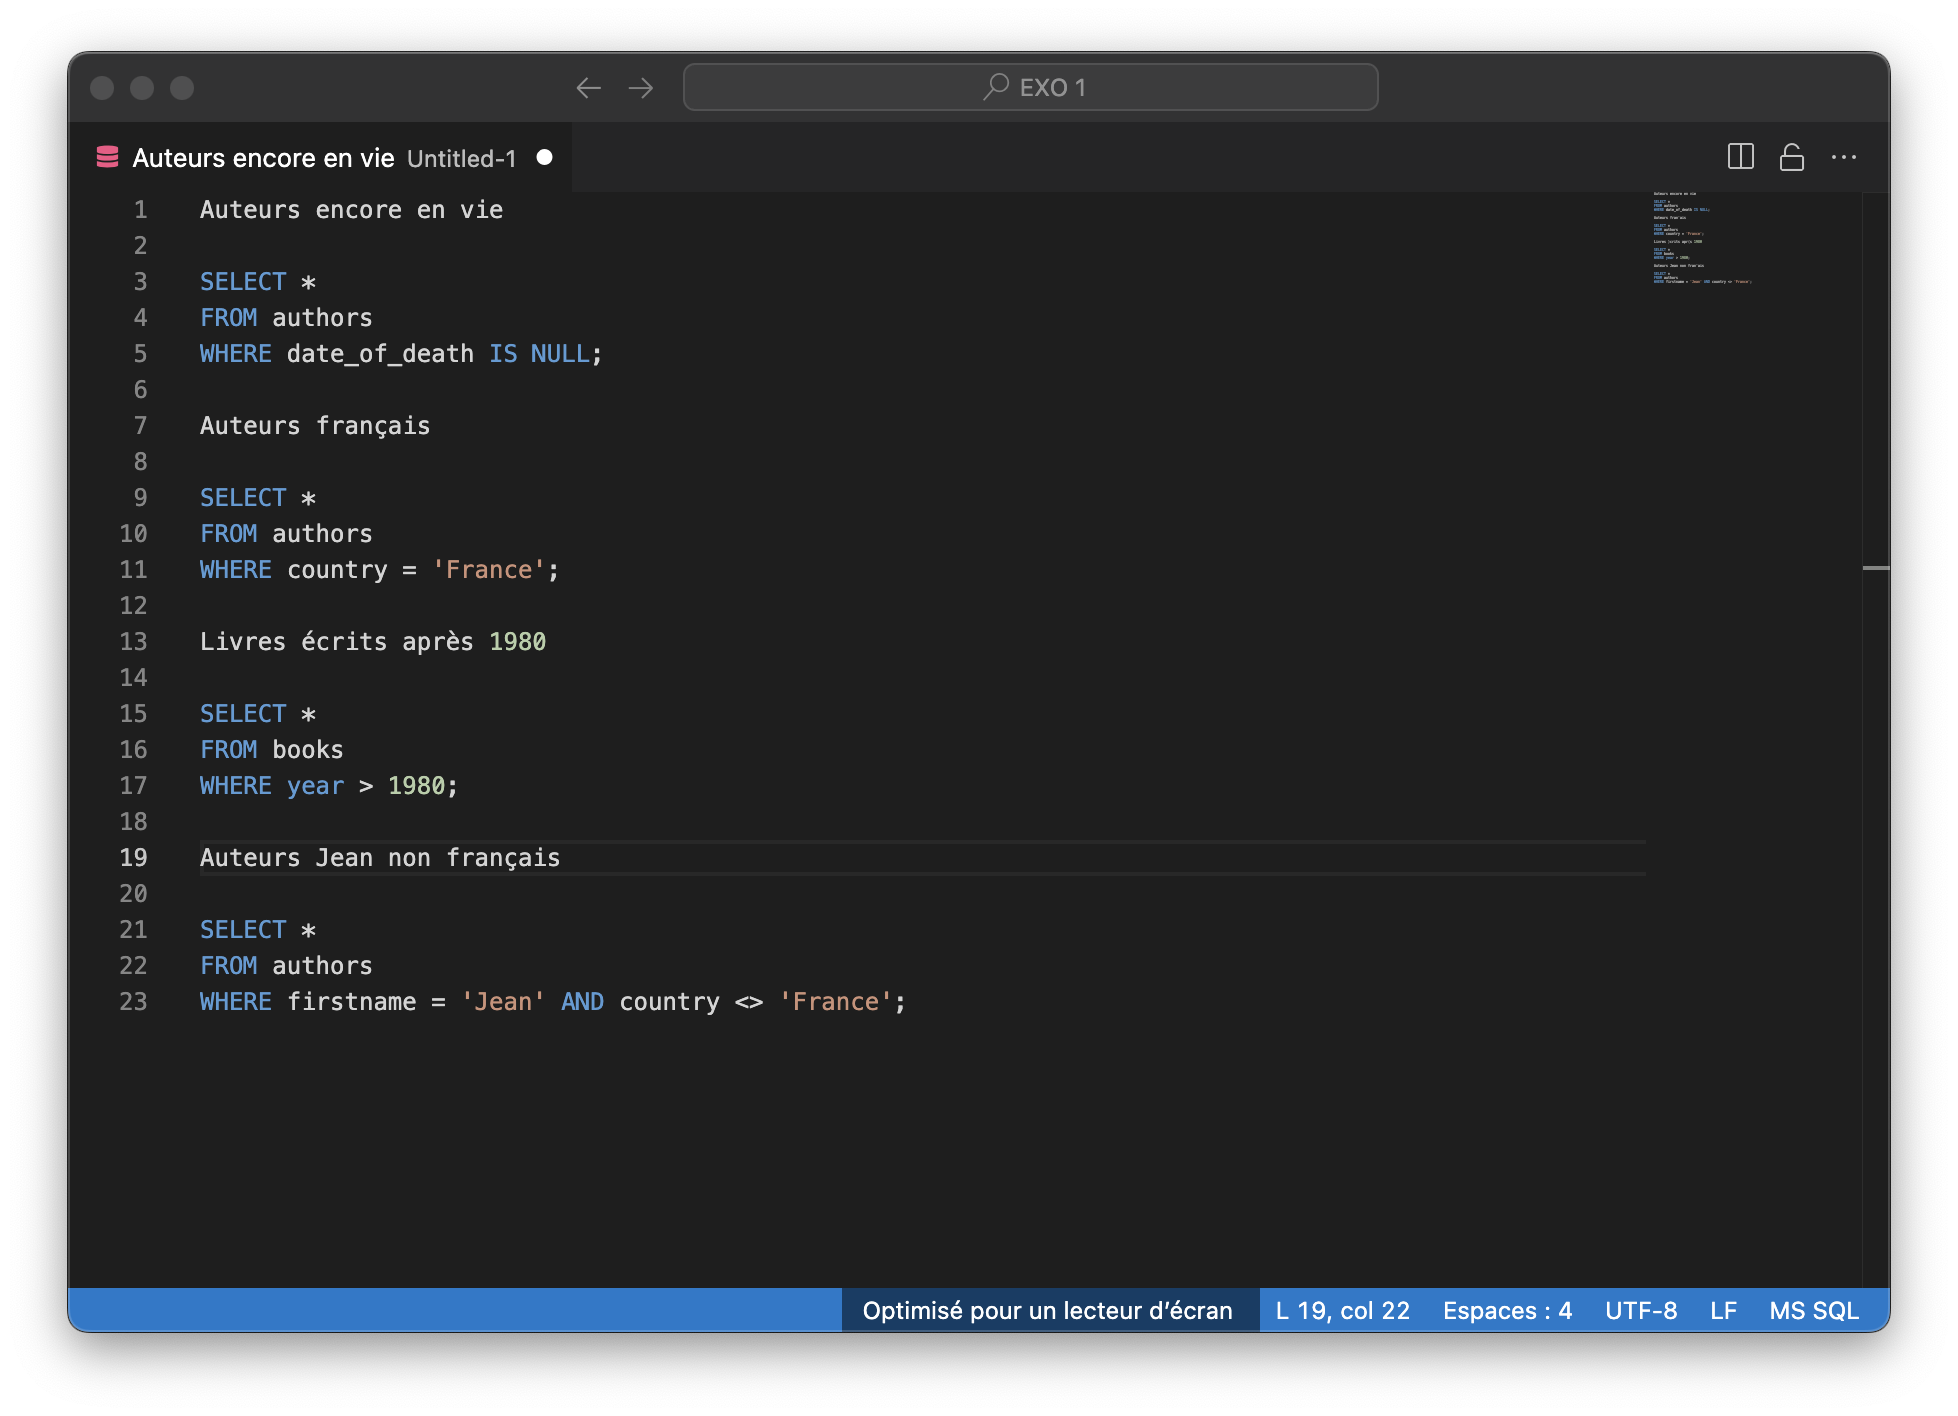 EXO 1
Auteurs encore en vie Untitled-1
1 Auteurs encore en vie
2
3 SELECT *
4 FROM authors
5 WHERE date_of_death IS NULL;
6
7 Auteurs français
8
9 SELECT *
10 FROM authors
11 WHERE country = 'France';
12
13 Livres écrits après 1980
14
15 SELECT *
16 FROM books
17 WHERE year > 1980;
18
19 Auteurs Jean non français
20
21 SELECT *
22 FROM authors
23 WHERE firstname = 'Jean' AND country <> 'France';
Optimisé pour un lecteur d’écran L 19, col 22 Espaces : 4 UTF-8 LF MS SQL